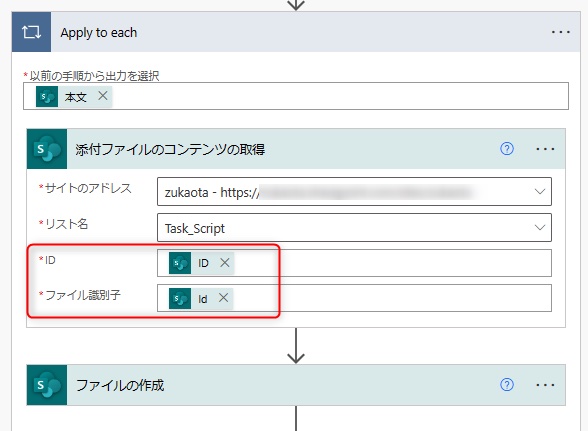 Apply to each
*以前の手順から出力を選択
本文
添付ファイルのコンテンツの取得
*サイトのアドレス zukaota - https://
*リスト名 Task_Script
*ID ID
*ファイル識別子 Id
ファイルの作成